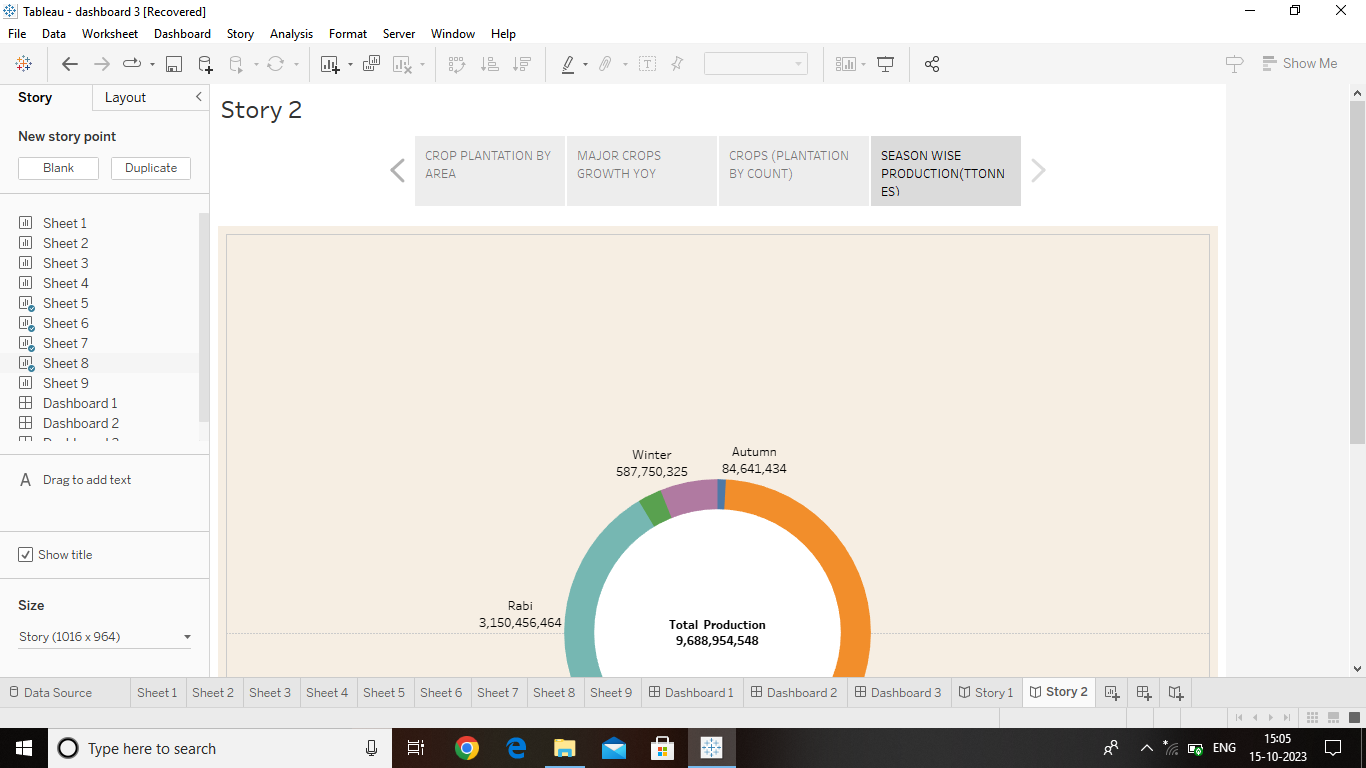 Tableau - dashboard 3 [Recovered]
File Data Worksheet Dashboard Story Analysis Format Server Window Help
Show Me
Story Layout
New story point
Blank Duplicate
Sheet 1
Sheet 2
Sheet 3
Sheet 4
Sheet 5
Sheet 6
Sheet 7
Sheet 8
Sheet 9
Dashboard 1
Dashboard 2
A Drag to add text
Show title
Size
Story (1016 x 964)
Story 2
CROP PLANTATION BY
AREA
MAJOR CROPS
GROWTH YOY
CROPS (PLANTATION
BY COUNT)
SEASON WISE
PRODUCTION(TTONN
ES)
Winter
587,750,325
Autumn
84,641,434
Rabi
3,150,456,464
Total Production
9,688,954,548
Data Source Sheet 1 Sheet 2 Sheet 3 Sheet 4 Sheet 5 Sheet 6 Sheet 7 Sheet 8 Sheet 9 Dashboard 1 Dashboard 2 Dashboard 3 Story 1 Story 2
Type here to search
ENG
15:05
15-10-2023